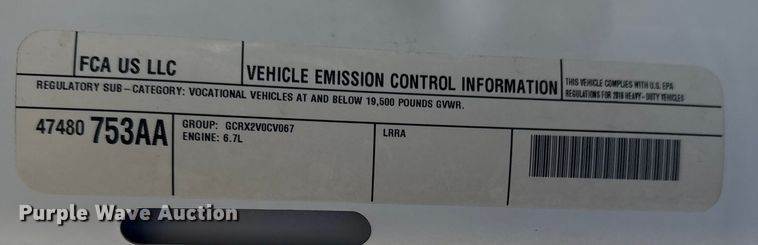 FCA US LLC
VEHICLE EMISSION CONTROL INFORMATION
THIS VEHICLE COMPLIES WITH U.S. EPA
REGULATIONS FOR 2016 HEAVY-DUTY VEHICLES
REGULATORY SUB-CATEGORY: VOCATIONAL VEHICLES AT AND BELOW 19,500 POUNDS GVWR.
47480 753AA
GROUP: GCRX2V0CV067
ENGINE: 6.7L
LRRA
Purple Wave Auction